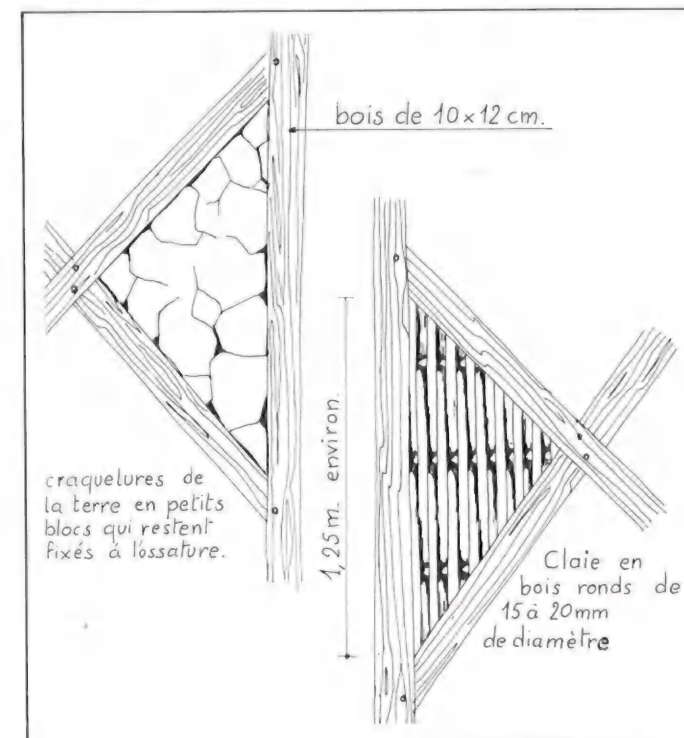 bois de 10×12 cm.
craquelures de
la terre en petits
blocs qui restent
fixés à l'ossature.
1,25 m. environ.
Claie en
bois ronds de
15 à 20mm
de diamètre